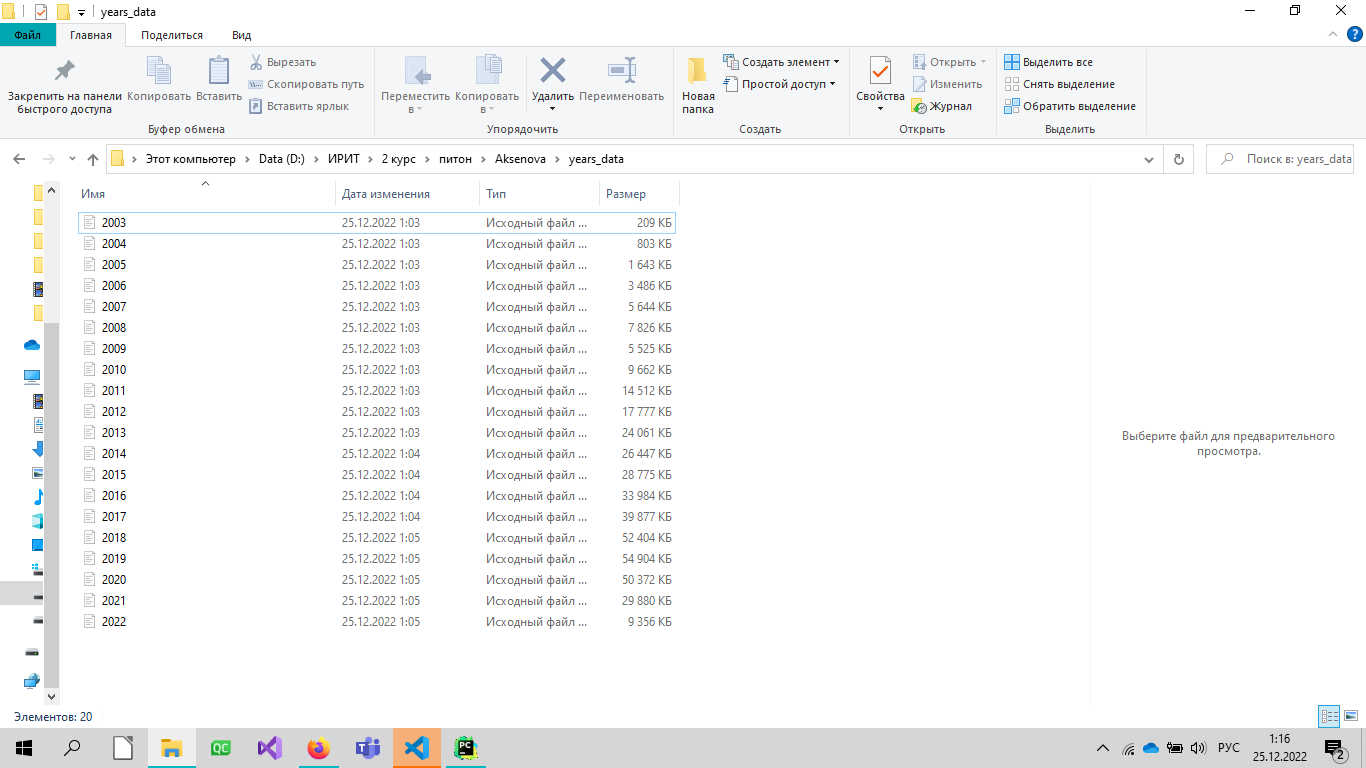 years_data
Файл Главная Поделиться Вид
Закрепить на панели быстрого доступа
Копировать
Вставить
Вырезать
Скопировать путь
Вставить ярлык
Буфер обмена
Переместить в
Копировать в
Удалить
Переименовать
Упорядочить
Новая папка
Создать элемент
Простой доступ
Создать
Свойства
Открыть
Изменить
Журнал
Открыть
Выделить все
Снять выделение
Обратить выделение
Выделить
Этот компьютер Data (D:) ИРИТ 2 курс питон Aksenova years_data
Поиск в: years_data
Имя Дата изменения Тип Размер
2003 25.12.2022 1:03 Исходный файл ... 209 КБ
2004 25.12.2022 1:03 Исходный файл ... 803 КБ
2005 25.12.2022 1:03 Исходный файл ... 1 643 КБ
2006 25.12.2022 1:03 Исходный файл ... 3 486 КБ
2007 25.12.2022 1:03 Исходный файл ... 5 644 КБ
2008 25.12.2022 1:03 Исходный файл ... 7 826 КБ
2009 25.12.2022 1:03 Исходный файл ... 5 525 КБ
2010 25.12.2022 1:03 Исходный файл ... 9 662 КБ
2011 25.12.2022 1:03 Исходный файл ... 14 512 КБ
2012 25.12.2022 1:03 Исходный файл ... 17 777 КБ
2013 25.12.2022 1:03 Исходный файл ... 24 061 КБ
2014 25.12.2022 1:04 Исходный файл ... 26 447 КБ
2015 25.12.2022 1:04 Исходный файл ... 28 775 КБ
2016 25.12.2022 1:04 Исходный файл ... 33 984 КБ
2017 25.12.2022 1:04 Исходный файл ... 39 877 КБ
2018 25.12.2022 1:05 Исходный файл ... 52 404 КБ
2019 25.12.2022 1:05 Исходный файл ... 54 904 КБ
2020 25.12.2022 1:05 Исходный файл ... 50 372 КБ
2021 25.12.2022 1:05 Исходный файл ... 29 880 КБ
2022 25.12.2022 1:05 Исходный файл ... 9 356 КБ
Выберите файл для предварительного
просмотра.
Элементов: 20
QC
PC
РУС
1:16
25.12.2022
2